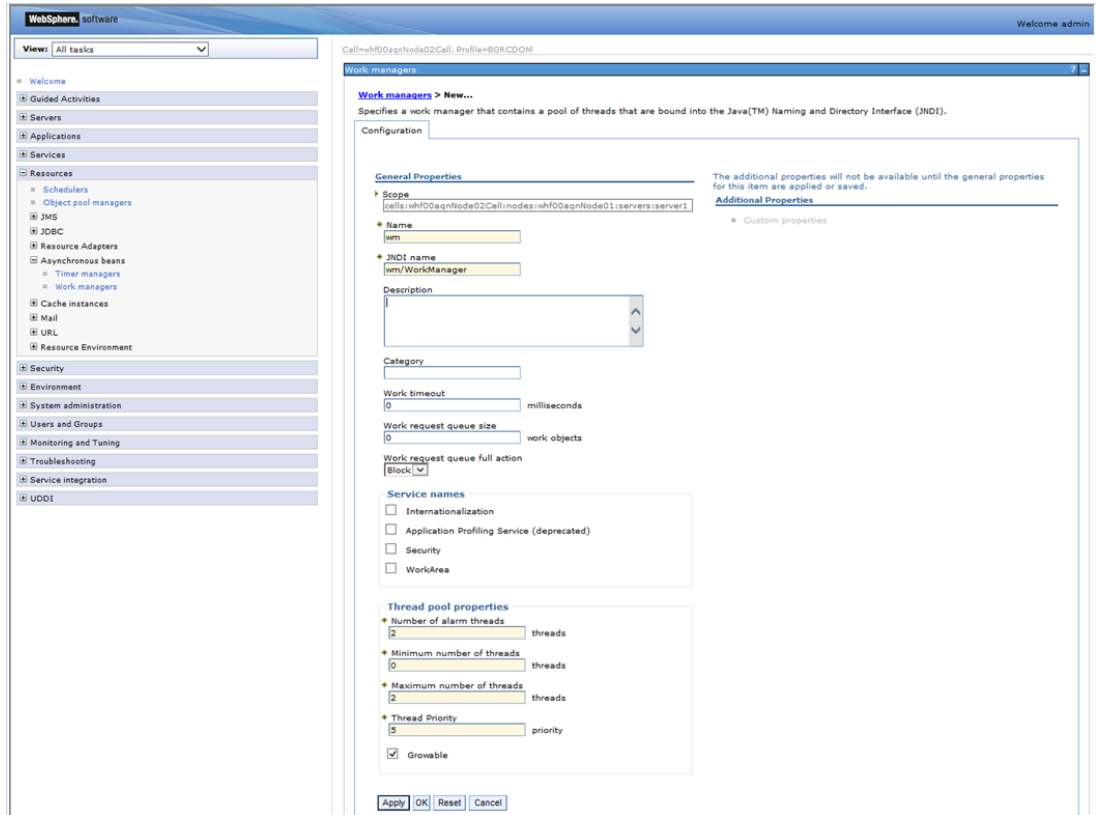 WebSphere. software
Welcome admin
View: All tasks
Cell=whf00aqnNode02Cell, Profile=BGRCDOM
Work managers
? -
Welcome
Guided Activities
Servers
Applications
Services
Resources
Schedulers
Object pool managers
JMS
JDBC
Resource Adapters
Asynchronous beans
Timer managers
Work managers
Cache instances
Mail
URL
Resource Environment
Security
Environment
System administration
Users and Groups
Monitoring and Tuning
Troubleshooting
Service integration
UDDI
Work managers > New...
Specifies a work manager that contains a pool of threads that are bound into the Java(TM) Naming and Directory Interface (JNDI).
Configuration
General Properties
Scope
cells:whf00aqnNode02Cell:nodes:whf00aqnNode01:servers:server1
* Name
wm
* JNDI name
wm/WorkManager
Description
Category
Work timeout
0 milliseconds
Work request queue size
0 work objects
Work request queue full action
Block
Service names
Internationalization
Application Profiling Service (deprecated)
Security
WorkArea
Thread pool properties
* Number of alarm threads
2 threads
* Minimum number of threads
0 threads
* Maximum number of threads
2 threads
* Thread Priority
5 priority
Growable
Apply OK Reset Cancel
The additional properties will not be available until the general properties
for this item are applied or saved.
Additional Properties
Custom properties